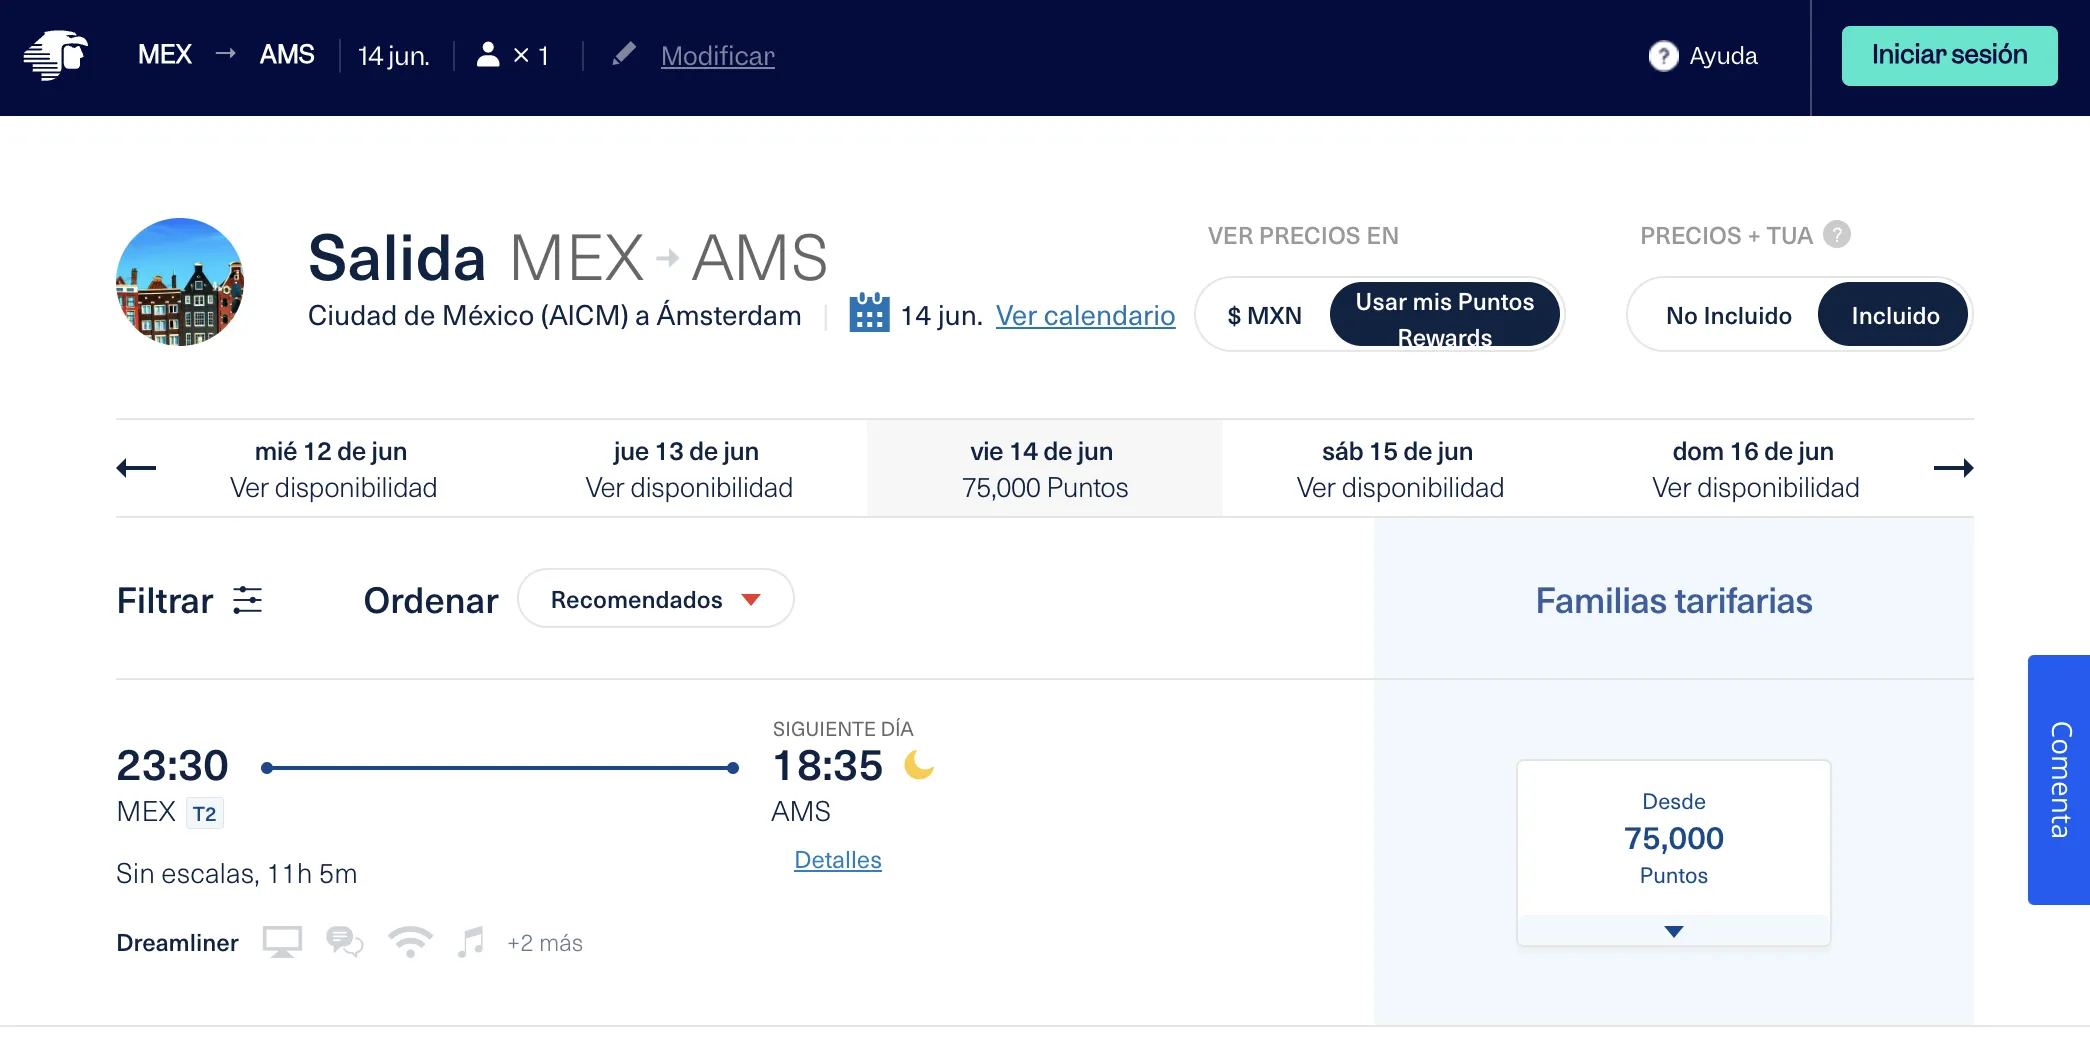 MEX → AMS 14 jun. × 1 Modificar
? Ayuda
Iniciar sesión
Salida MEX → AMS
Ciudad de México (AICM) a Ámsterdam
14 jun. Ver calendario
VER PRECIOS EN
$ MXN
Usar mis Puntos
Rewards
PRECIOS + TUA ?
No Incluido
Incluido
mié 12 de jun
Ver disponibilidad
jue 13 de jun
Ver disponibilidad
vie 14 de jun
75,000 Puntos
sáb 15 de jun
Ver disponibilidad
dom 16 de jun
Ver disponibilidad
Filtrar
Ordenar
Recomendados
Familias tarifarias
23:30
MEX T2
SIGUIENTE DÍA
18:35
AMS
Detalles
Sin escalas, 11h 5m
Dreamliner
+2 más
Desde
75,000
Puntos
Comenta